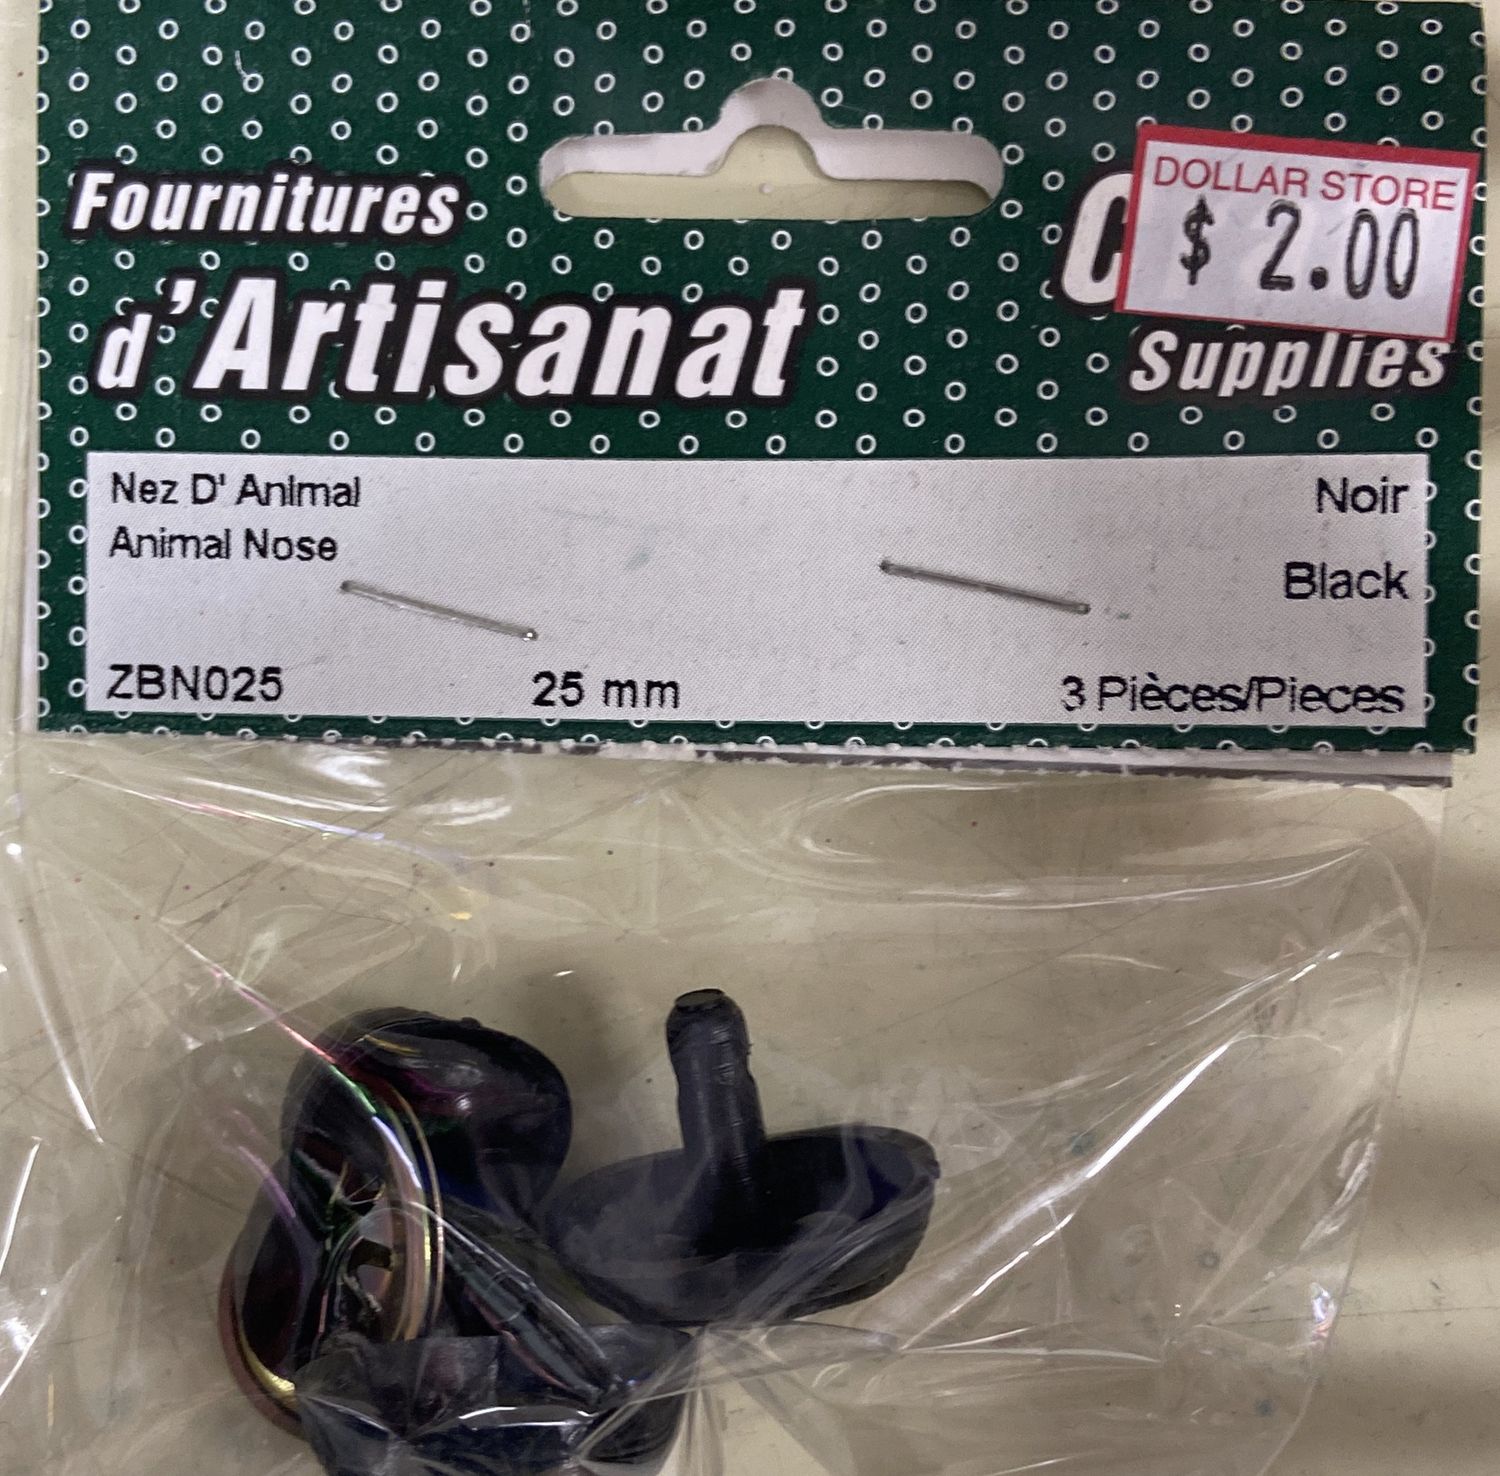 Fournitures
d'Artisanat
DOLLAR STORE
$ 2.00
Supplies
Nez D' Animal
Animal Nose
Noir
Black
ZBN025
25 mm
3 Pièces/Pieces